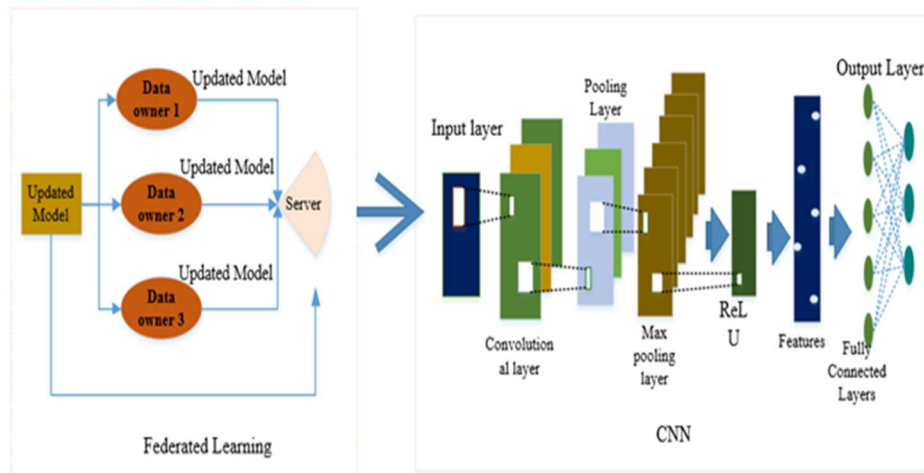 Updated Model
Data
owner 1
Updated Model
Data
owner 2
Updated
Model
Server
Updated Model
Data
owner 3
Federated Learning
Input layer
Pooling
Layer
Output Layer
Convolution
al layer
Max
pooling
layer
ReL
U
Features
Fully
Connected
Layers
CNN